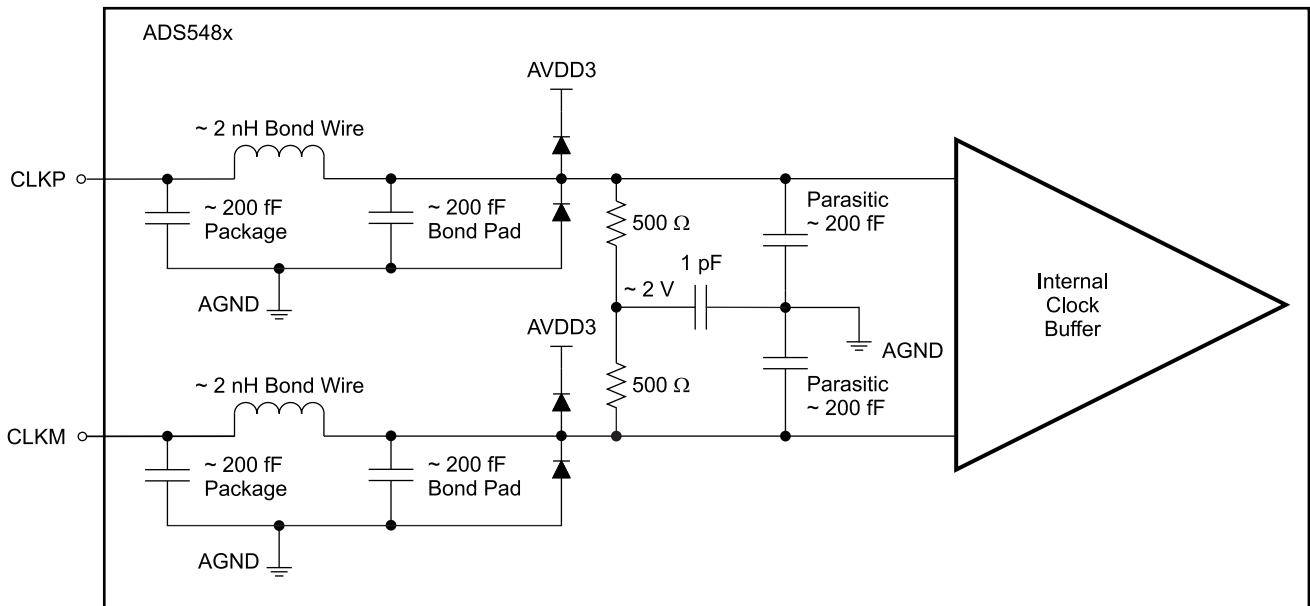 ADS548x
AVDD3
~ 2 nH Bond Wire
CLKP
~ 200 fF
Package
~ 200 fF
Bond Pad
500 Ω
Parasitic
~ 200 fF
1 pF
~ 2 V
AGND
Internal
Clock
Buffer
AVDD3
AGND
~ 2 nH Bond Wire
500 Ω
Parasitic
~ 200 fF
CLKM
~ 200 fF
Package
~ 200 fF
Bond Pad
AGND